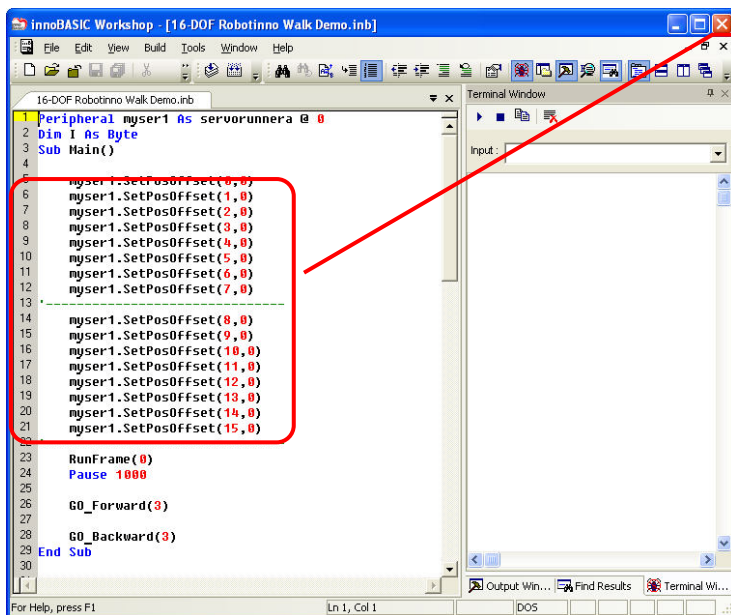 innoBASIC Workshop - [16-DOF Robotinno Walk Demo.inb]
File Edit View Build Tools Window Help
16-DOF Robotinno Walk Demo.inb
Terminal Window
Input :
1 Peripheral myser1 As servorunnera @ 0
2 Dim I As Byte
3 Sub Main()
4
5 myser1.SetPosOffset(0,0)
6 myser1.SetPosOffset(1,0)
7 myser1.SetPosOffset(2,0)
8 myser1.SetPosOffset(3,0)
9 myser1.SetPosOffset(4,0)
10 myser1.SetPosOffset(5,0)
11 myser1.SetPosOffset(6,0)
12 myser1.SetPosOffset(7,0)
13 '--------------------------------
14 myser1.SetPosOffset(8,0)
15 myser1.SetPosOffset(9,0)
16 myser1.SetPosOffset(10,0)
17 myser1.SetPosOffset(11,0)
18 myser1.SetPosOffset(12,0)
19 myser1.SetPosOffset(13,0)
20 myser1.SetPosOffset(14,0)
21 myser1.SetPosOffset(15,0)
22
23 RunFrame(0)
24 Pause 1000
25
26 GO_Forward(3)
27
28 GO_Backward(3)
29 End Sub
30
Output Win... Find Results Terminal Wi...
For Help, press F1 Ln 1, Col 1 DOS